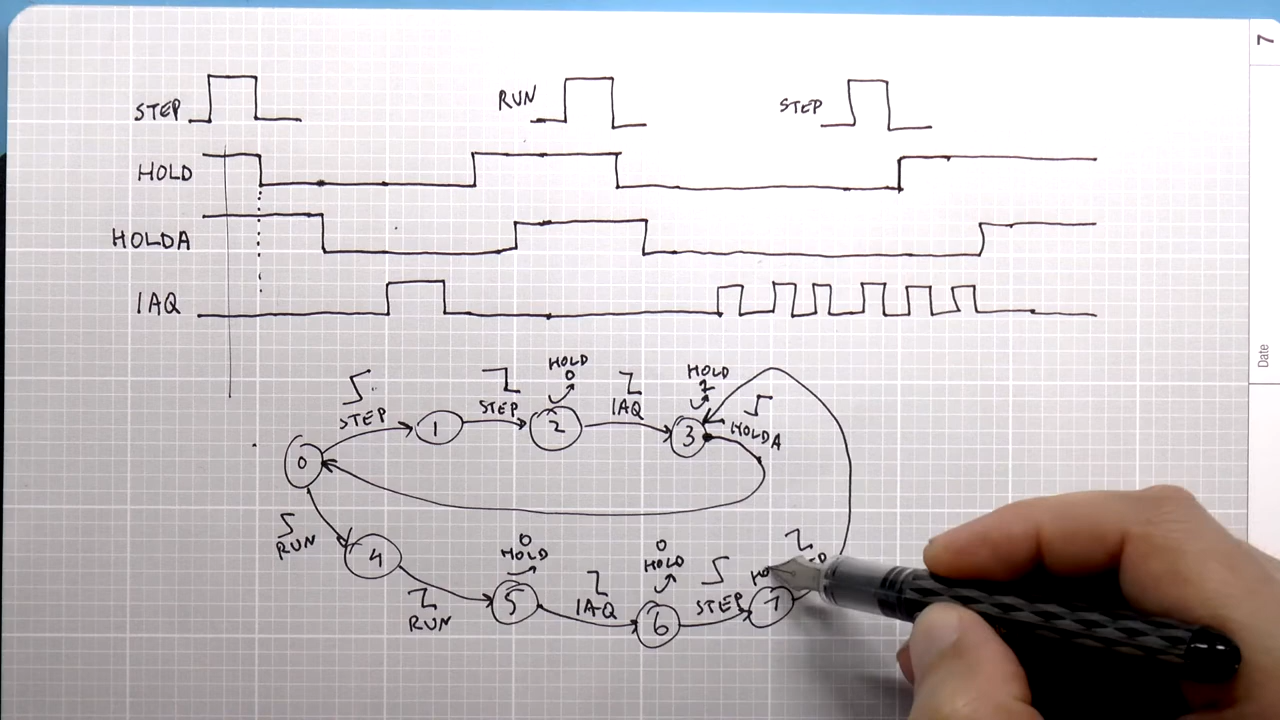 7
STEP
RUN
STEP
HOLD
HOLDA
IAQ
Date
HOLD
0
HOLD
1
STEP
STEP
IAQ
HOLDA
0
1
2
3
RUN
4
0
HOLD
0
HOLD
RUN
5
IAQ
6
STEP
7